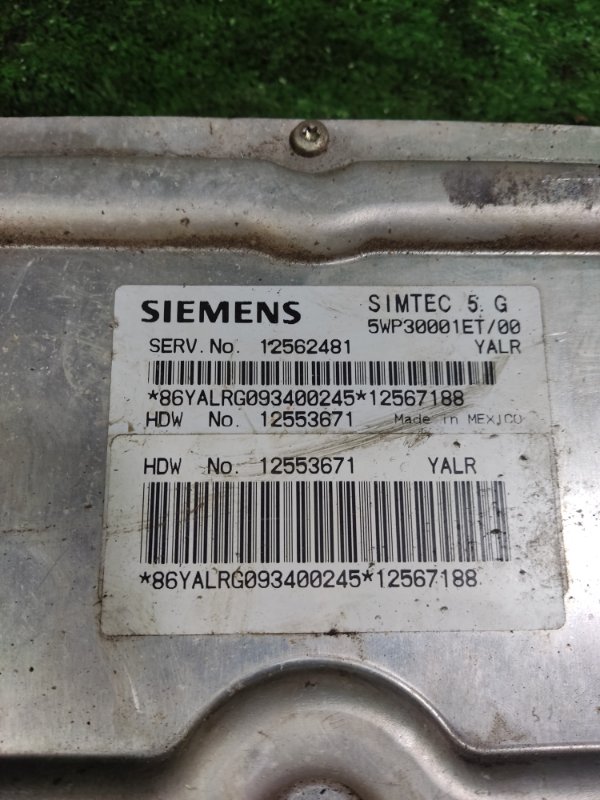 SIEMENS SIMTEC 5 G
5WP30001ET/00
SERV.No. 12562481 YALR
*86YALRG093400245*12567188
HDW No. 12553671 Made in MEXICO
HDW No. 12553671 YALR
*86YALRG093400245*12567188